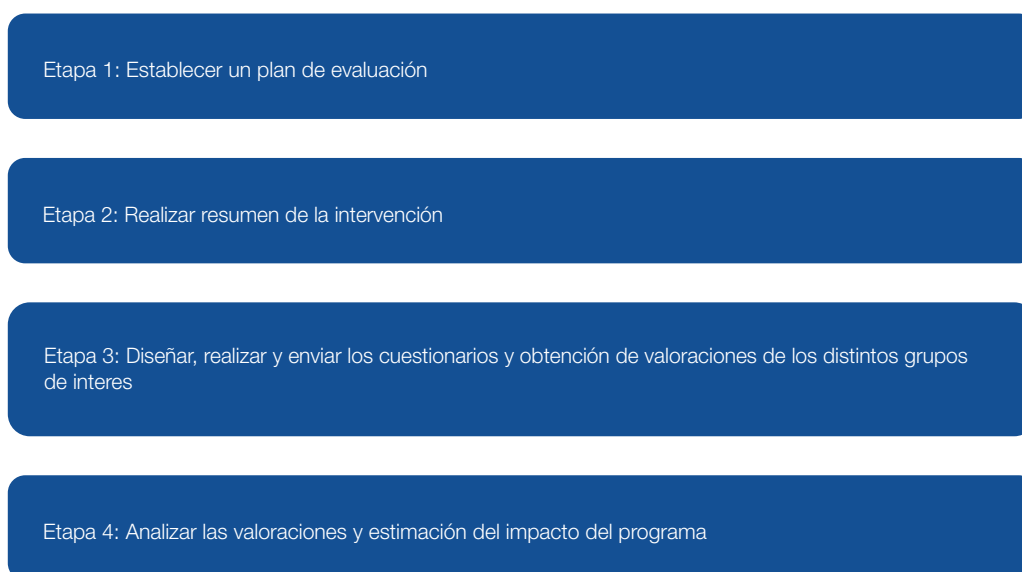 Etapa 1: Establecer un plan de evaluación
Etapa 2: Realizar resumen de la intervención
Etapa 3: Diseñar, realizar y enviar los cuestionarios y obtención de valoraciones de los distintos grupos
de interes
Etapa 4: Analizar las valoraciones y estimación del impacto del programa